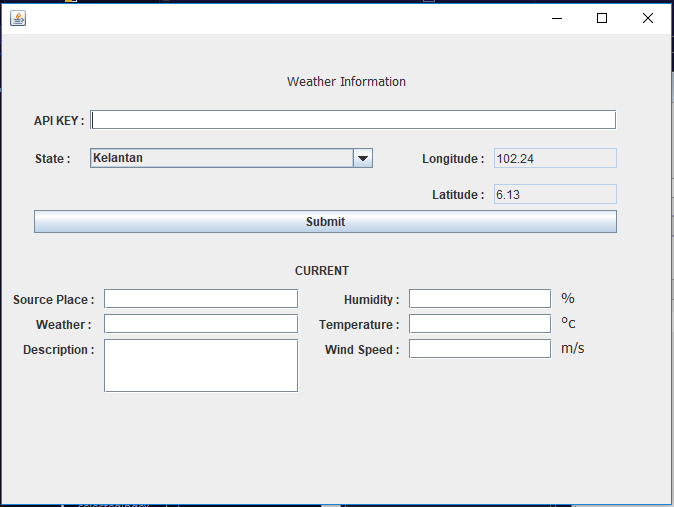 Weather Information
API KEY :
State : Kelantan Longitude : 102.24
Latitude : 6.13
Submit
CURRENT
Source Place : Humidity : %
Weather : Temperature : °c
Description : Wind Speed : m/s